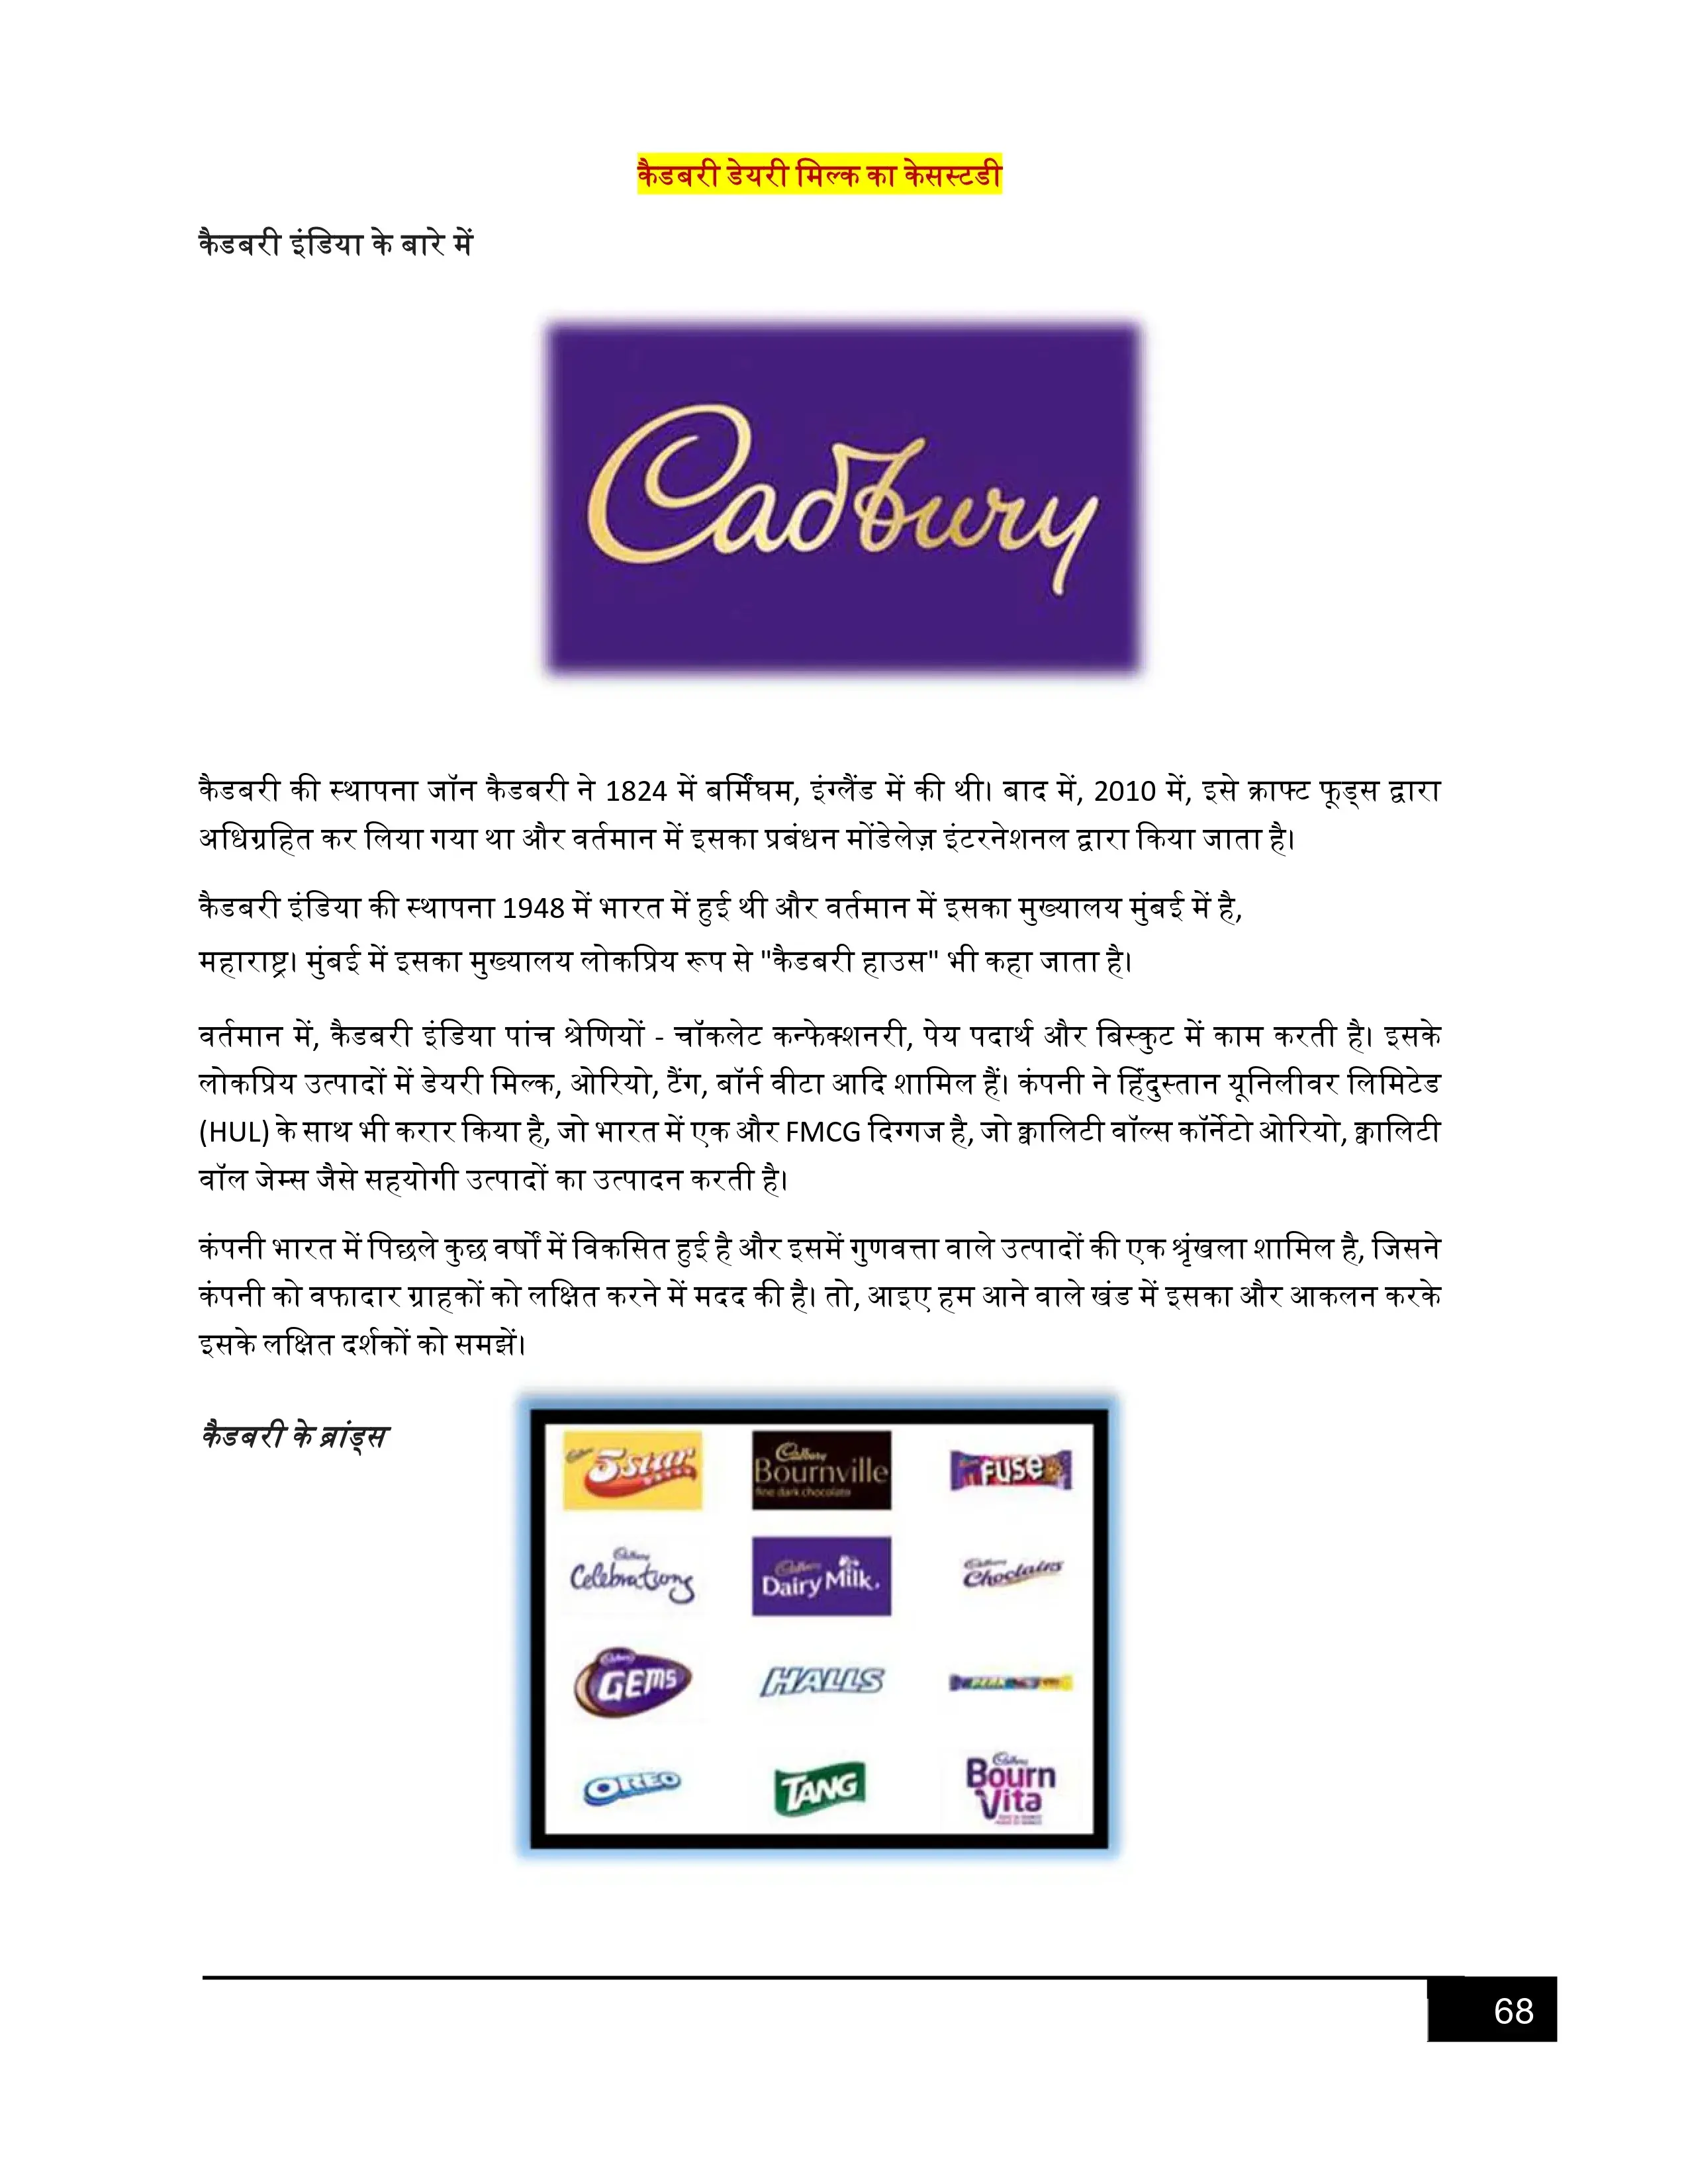 कैडबरी डेयरी मिल्क का केसस्टडी
कैडबरी इंडिया के बारे में
Cadbury
कैडबरी की स्थापना जॉन कैडबरी ने 1824 में बर्मिंघम, इंग्लैंड में की थी। बाद में, 2010 में, इसे क्राफ्ट फूड्स द्वारा
अधिग्रहित कर लिया गया था और वर्तमान में इसका प्रबंधन मोंडेलेज़ इंटरनेशनल द्वारा किया जाता है।
कैडबरी इंडिया की स्थापना 1948 में भारत में हुई थी और वर्तमान में इसका मुख्यालय मुंबई में है,
महाराष्ट्र। मुंबई में इसका मुख्यालय लोकप्रिय रूप से "कैडबरी हाउस" भी कहा जाता है।
वर्तमान में, कैडबरी इंडिया पांच श्रेणियों - चॉकलेट कन्फेक्शनरी, पेय पदार्थ और बिस्कुट में काम करती है। इसके
लोकप्रिय उत्पादों में डेयरी मिल्क, ओरियो, टैंग, बॉर्न वीटा आदि शामिल हैं। कंपनी ने हिंदुस्तान यूनिलीवर लिमिटेड
(HUL) के साथ भी करार किया है, जो भारत में एक और FMCG दिग्गज है, जो क्वालिटी वॉल्स कॉर्नेटो ओरियो, क्वालिटी
वॉल जेम्स जैसे सहयोगी उत्पादों का उत्पादन करती है।
कंपनी भारत में पिछले कुछ वर्षों में विकसित हुई है और इसमें गुणवत्ता वाले उत्पादों की एक श्रृंखला शामिल है, जिसने
कंपनी को वफादार ग्राहकों को लक्षित करने में मदद की है। तो, आइए हम आने वाले खंड में इसका और आकलन करके
इसके लक्षित दर्शकों को समझें।
कैडबरी के ब्रांड्स
Cadbury 5star
Cadbury Bournville
fine dark chocolate
FUSE
Cadbury Celebrations
Cadbury Dairy Milk
Cadbury Choclairs
Cadbury GEMS
HALLS
PERK
OREO
TANG
Cadbury
Bourn
Vita
68